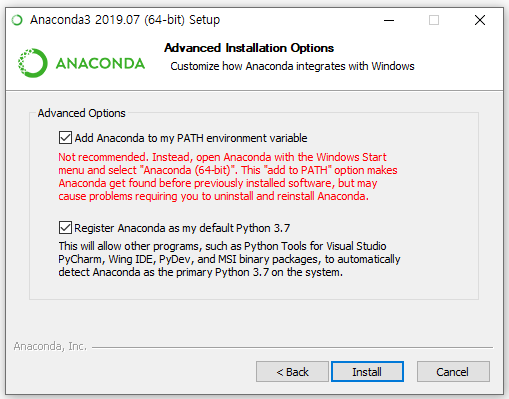 Anaconda3 2019.07 (64-bit) Setup
Advanced Installation Options
Customize how Anaconda integrates with Windows
ANACONDA
Advanced Options
Add Anaconda to my PATH environment variable
Not recommended. Instead, open Anaconda with the Windows Start
menu and select "Anaconda (64-bit)". This "add to PATH" option makes
Anaconda get found before previously installed software, but may
cause problems requiring you to uninstall and reinstall Anaconda.
Register Anaconda as my default Python 3.7
This will allow other programs, such as Python Tools for Visual Studio
PyCharm, Wing IDE, PyDev, and MSI binary packages, to automatically
detect Anaconda as the primary Python 3.7 on the system.
Anaconda, Inc.
< Back
Install
Cancel